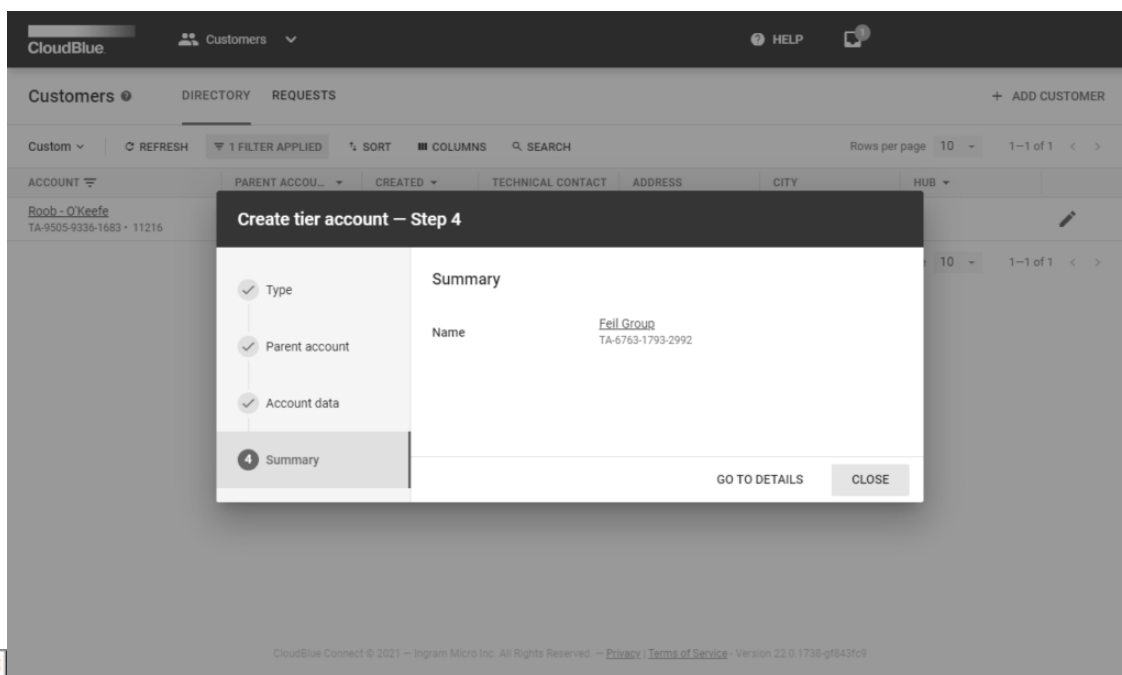 CloudBlue.
Customers
HELP
1
Customers
DIRECTORY
REQUESTS
+ ADD CUSTOMER
Custom
REFRESH
1 FILTER APPLIED
SORT
COLUMNS
SEARCH
Rows per page 10
1–1 of 1
ACCOUNT
PARENT ACCOU...
CREATED
TECHNICAL CONTACT
ADDRESS
CITY
HUB
Roob - O'Keefe
TA-9505-9336-1683 • 11216
10
1–1 of 1
Create tier account — Step 4
Type
Parent account
Account data
4 Summary
Summary
Name
Feil Group
TA-6763-1793-2992
GO TO DETAILS
CLOSE
CloudBlue Connect © 2021 — Ingram Micro Inc. All Rights Reserved. — Privacy | Terms of Service - Version 22.0.1738-gf843fc9